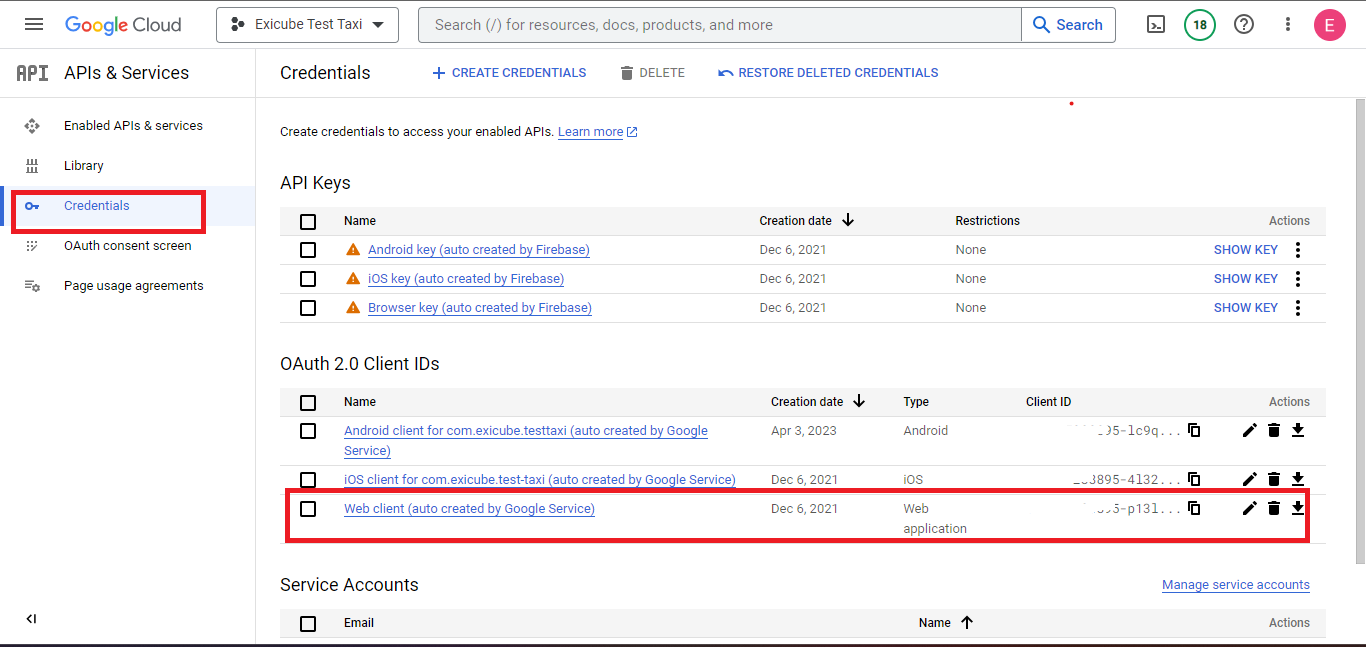 Google Cloud
Exicube Test Taxi
Search (/) for resources, docs, products, and more
Search
18
E
API APIs & Services
Credentials
CREATE CREDENTIALS
DELETE
RESTORE DELETED CREDENTIALS
Enabled APIs & services
Library
Credentials
OAuth consent screen
Page usage agreements
Create credentials to access your enabled APIs. Learn more
API Keys
Name Creation date Restrictions Actions
Android key (auto created by Firebase) Dec 6, 2021 None SHOW KEY
iOS key (auto created by Firebase) Dec 6, 2021 None SHOW KEY
Browser key (auto created by Firebase) Dec 6, 2021 None SHOW KEY
OAuth 2.0 Client IDs
Name Creation date Type Client ID Actions
Android client for com.exicube.testtaxi (auto created by Google Apr 3, 2023 Android 95-lc9q...
Service)
iOS client for com.exicube.test-taxi (auto created by Google Service) Dec 6, 2021 iOS 3895-4l32...
Web client (auto created by Google Service) Dec 6, 2021 Web 895-p13l...
application
Service Accounts
Manage service accounts
Email Name Actions